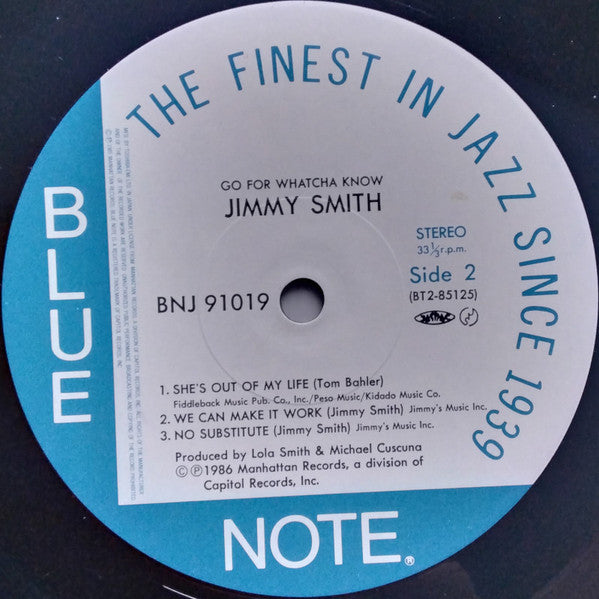 THE FINEST IN JAZZ SINCE 1939
GO FOR WHATCHA KNOW
JIMMY SMITH
STEREO
33 1/3 r.p.m.
BNJ 91019
Side 2
(BT2-85125)
1. SHE'S OUT OF MY LIFE (Tom Bahler)
Fiddleback Music Pub. Co., Inc./Peso Music/Kidado Music Co.
2. WE CAN MAKE IT WORK (Jimmy Smith) Jimmy's Music Inc.
3. NO SUBSTITUTE (Jimmy Smith) Jimmy's Music Inc.
Produced by Lola Smith & Michael Cuscuna
© ℗ 1986 Manhattan Records, a division of
Capitol Records, Inc.
BLUE
NOTE®